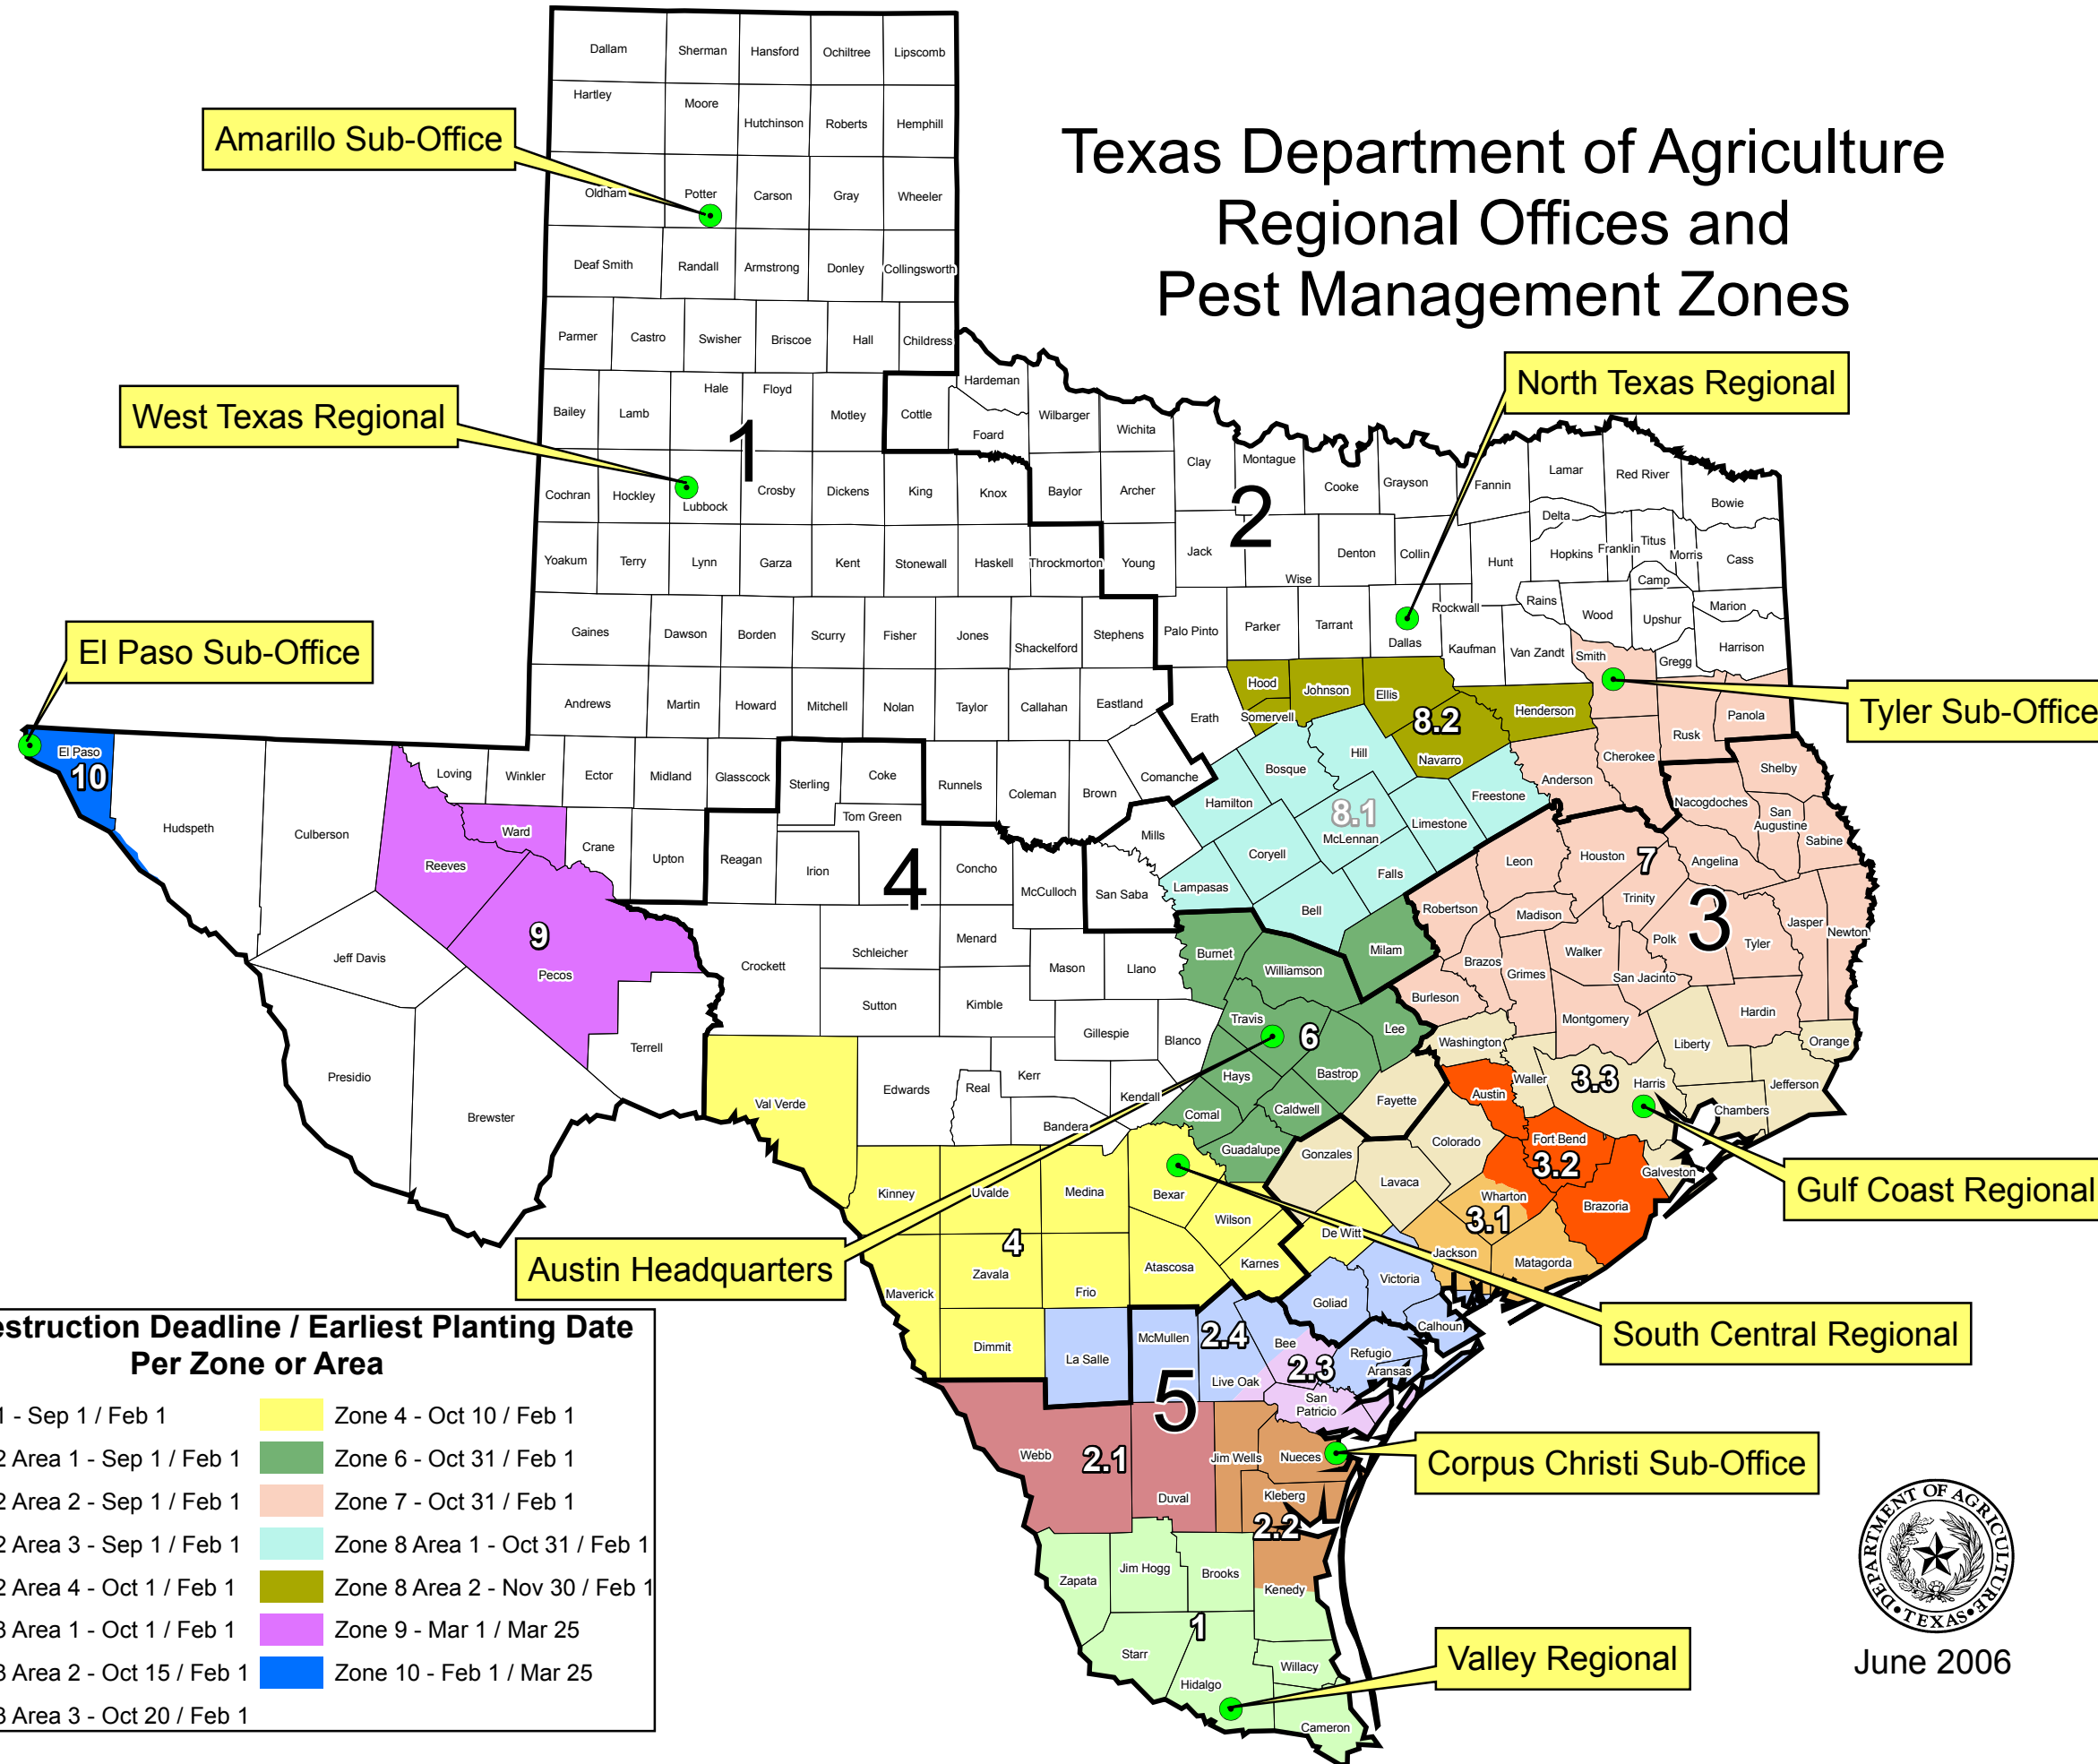 Texas Department of Agriculture
Regional Offices and
Pest Management Zones
Amarillo Sub-Office
West Texas Regional
North Texas Regional
El Paso Sub-Office
Tyler Sub-Office
Gulf Coast Regional
Austin Headquarters
South Central Regional
Corpus Christi Sub-Office
Valley Regional
Dallam Sherman Hansford Ochiltree Lipscomb
Hartley Moore Hutchinson Roberts Hemphill
Oldham Potter Carson Gray Wheeler
Deaf Smith Randall Armstrong Donley Collingsworth
Parmer Castro Swisher Briscoe Hall Childress
Hardeman
Bailey Lamb Hale Floyd Motley Cottle Foard Wilbarger Wichita
1
Clay Montague Cooke Grayson Fannin Lamar Red River Bowie
Cochran Hockley Lubbock Crosby Dickens King Knox Baylor Archer
2
Delta Franklin Titus Morris Cass Hopkins Camp
Yoakum Terry Lynn Garza Kent Stonewall Haskell Throckmorton Young Jack Wise Denton Collin Hunt
Rockwall Rains Wood Upshur Marion Harrison
Gaines Dawson Borden Scurry Fisher Jones Shackelford Stephens Palo Pinto Parker Tarrant Dallas Kaufman Van Zandt Smith Gregg
Andrews Martin Howard Mitchell Nolan Taylor Callahan Eastland Erath Hood Somervell Johnson Ellis 8.2 Navarro Henderson Rusk Panola
El Paso 10 Hudspeth Culberson Loving Winkler Ector Midland Glasscock Sterling Coke Runnels Coleman Brown Comanche
Hamilton Bosque Hill 8.1 McLennan Limestone Freestone Anderson Cherokee Shelby
Nacogdoches San Augustine Sabine
Reeves Ward Crane Upton Reagan Tom Green Irion 4 Concho McCulloch San Saba Mills Lampasas Coryell Bell Falls
Leon Houston 7 Angelina Trinity Robertson Madison 3 Polk Tyler Jasper Newton
9 Pecos Jeff Davis Crockett Schleicher Menard Mason Llano Burnet Williamson Milam
Brazos Grimes Walker San Jacinto Burleson Montgomery Hardin
Presidio Brewster Terrell Sutton Kimble Gillespie Blanco Travis 6 Lee Washington Liberty Orange
Val Verde Edwards Real Kerr Kendall Bandera Hays Bastrop Comal Caldwell Fayette Austin Waller 3.3 Harris Chambers Jefferson
Kinney Uvalde Medina Bexar Guadalupe Gonzales Lavaca Colorado Fort Bend 3.2 Galveston Brazoria Wharton 3.1
Maverick Zavala 4 Frio Atascosa Wilson Karnes De Witt Jackson Matagorda
Victoria Goliad Calhoun
Dimmit La Salle McMullen 2.4 Live Oak Bee 2.3 Refugio Aransas
5 San Patricio
Webb 2.1 Duval Jim Wells Nueces Kleberg 2.2
Zapata Jim Hogg Brooks Kenedy
1 Starr Hidalgo Willacy Cameron
struction Deadline / Earliest Planting Date
Per Zone or Area
- Sep 1 / Feb 1
2 Area 1 - Sep 1 / Feb 1
2 Area 2 - Sep 1 / Feb 1
2 Area 3 - Sep 1 / Feb 1
2 Area 4 - Oct 1 / Feb 1
3 Area 1 - Oct 1 / Feb 1
3 Area 2 - Oct 15 / Feb 1
3 Area 3 - Oct 20 / Feb 1
Zone 4 - Oct 10 / Feb 1
Zone 6 - Oct 31 / Feb 1
Zone 7 - Oct 31 / Feb 1
Zone 8 Area 1 - Oct 31 / Feb 1
Zone 8 Area 2 - Nov 30 / Feb 1
Zone 9 - Mar 1 / Mar 25
Zone 10 - Feb 1 / Mar 25
DEPARTMENT OF AGRICULTURE
TEXAS
June 2006